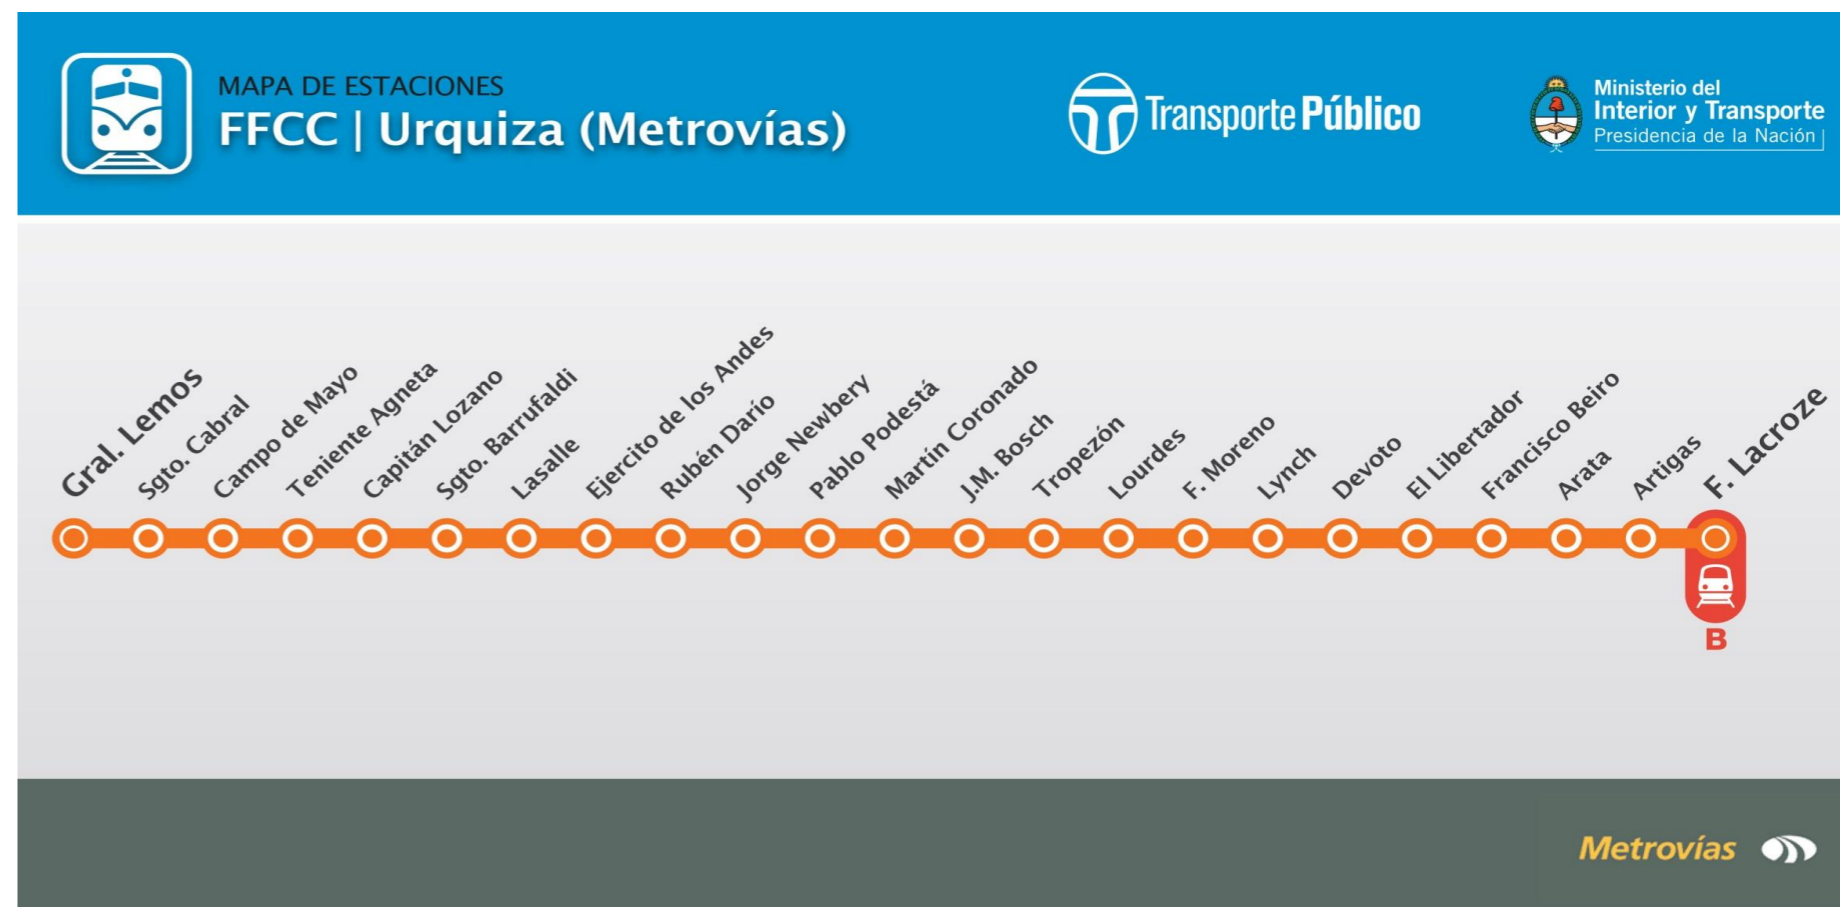 MAPA DE ESTACIONES
FFCC | Urquiza (Metrovías)
Transporte Público
Ministerio del
Interior y Transporte
Presidencia de la Nación
Gral. Lemos
Sgto. Cabral
Campo de Mayo
Teniente Agneta
Capitán Lozano
Sgto. Barrufaldi
Lasalle
Ejercito de los Andes
Rubén Darío
Jorge Newbery
Pablo Podestá
Martín Coronado
J.M. Bosch
Tropezón
Lourdes
F. Moreno
Lynch
Devoto
El Libertador
Francisco Beiro
Arata
Artigas
F. Lacroze
B
Metrovías